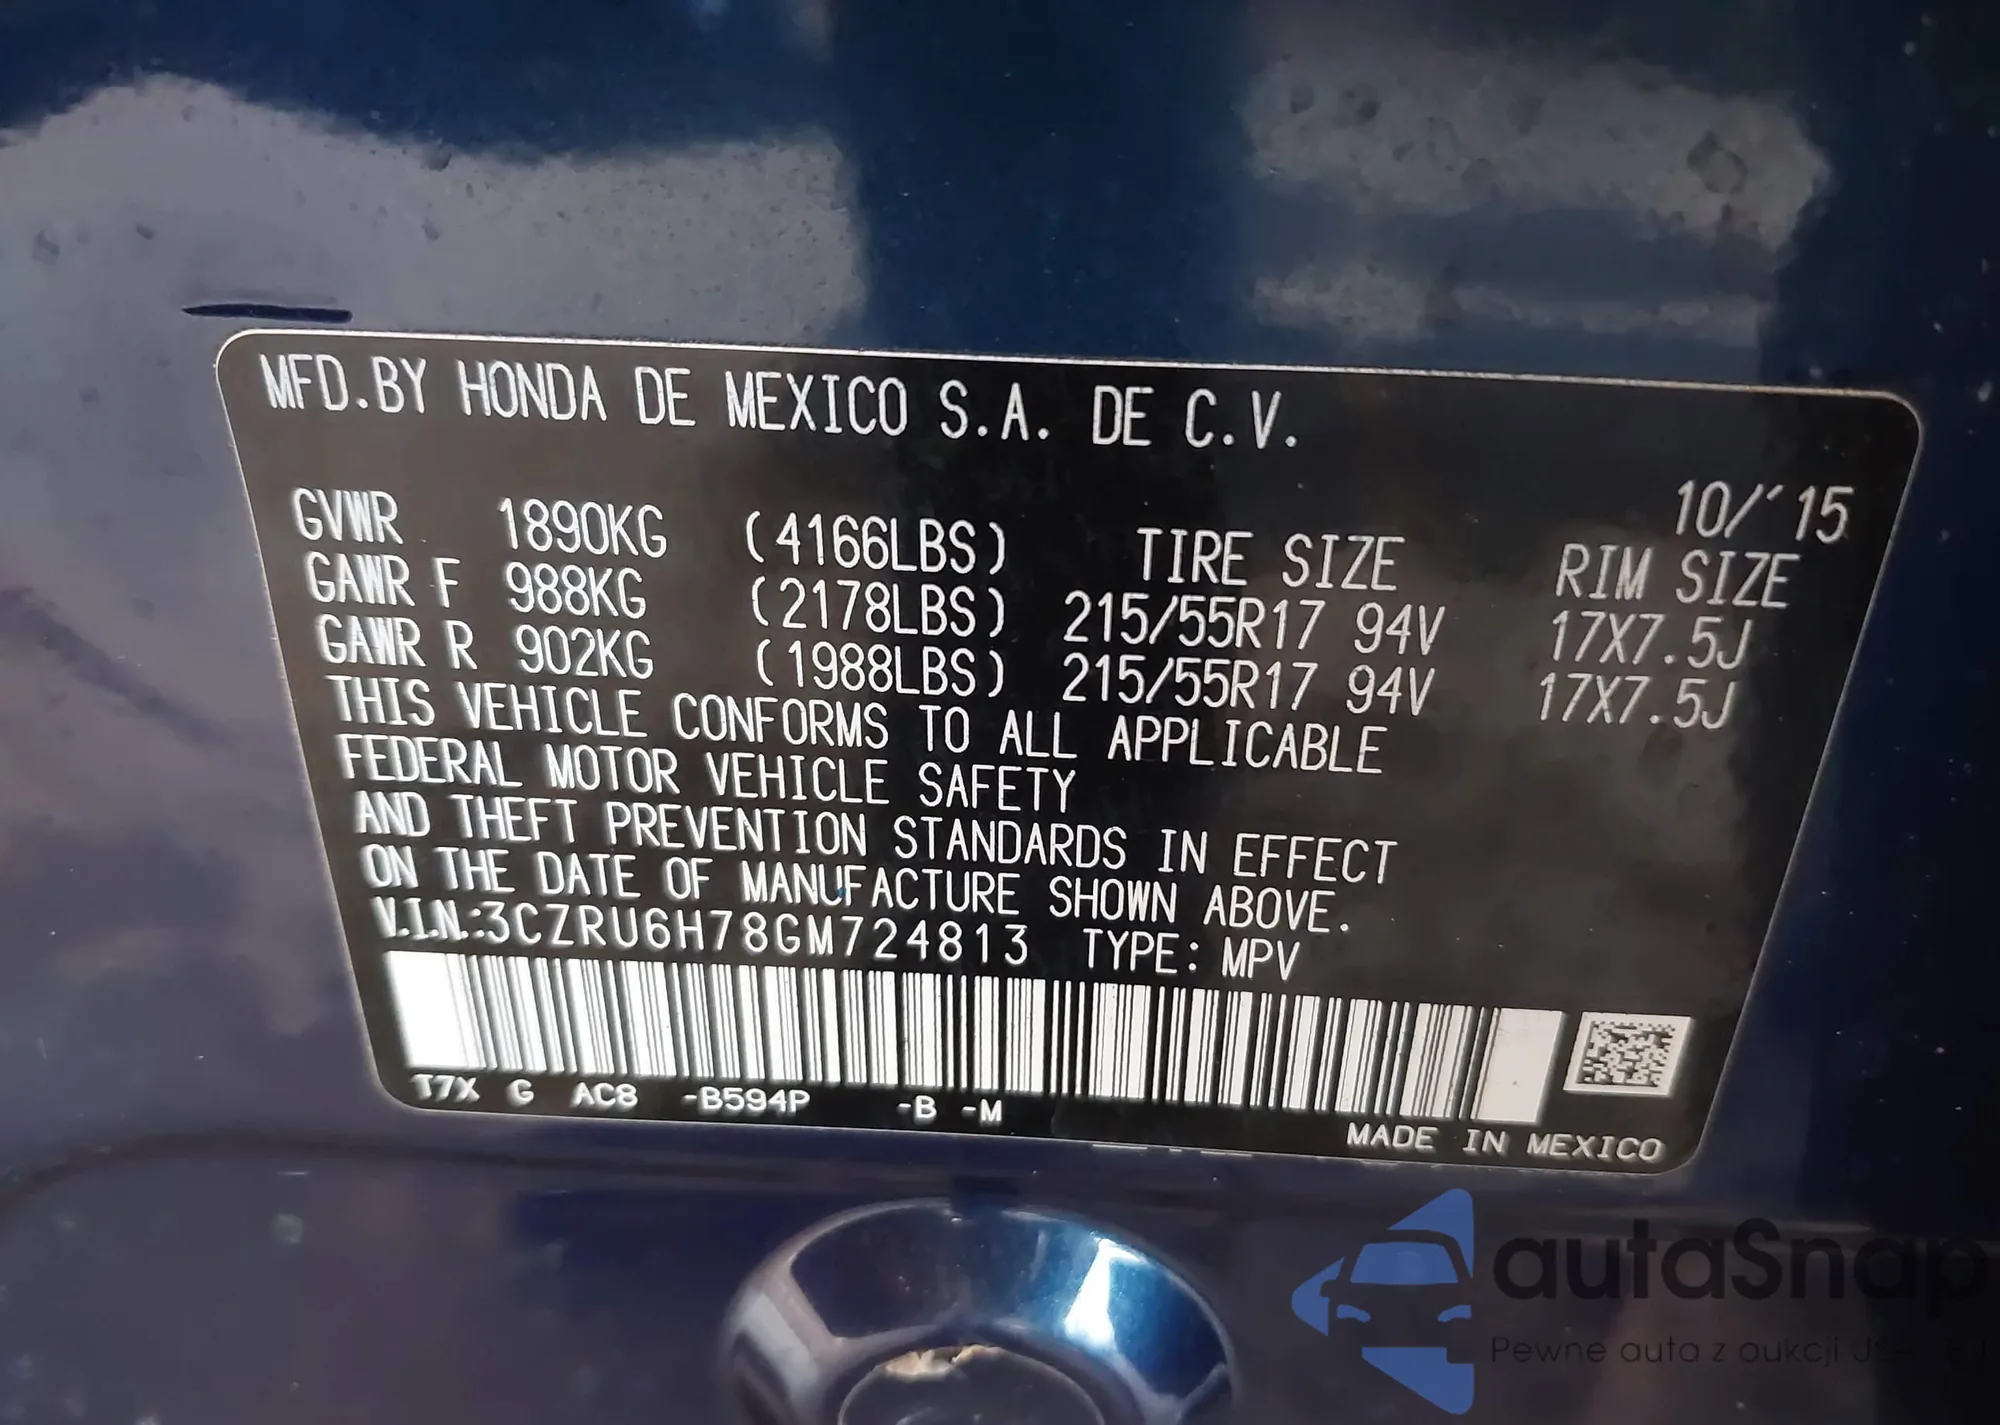 MFD.BY HONDA DE MEXICO S.A. DE C.V.
10/'15
GVWR 1890KG (4166LBS) TIRE SIZE RIM SIZE
GAWR F 988KG (2178LBS) 215/55R17 94V 17X7.5J
GAWR R 902KG (1988LBS) 215/55R17 94V 17X7.5J
THIS VEHICLE CONFORMS TO ALL APPLICABLE
FEDERAL MOTOR VEHICLE SAFETY
AND THEFT PREVENTION STANDARDS IN EFFECT
ON THE DATE OF MANUFACTURE SHOWN ABOVE.
V.I.N.:3CZRU6H78GM724813 TYPE: MPV
T7X G AC8 -B594P -B -M
MADE IN MEXICO
autaSnap
Pewne auta z aukcji